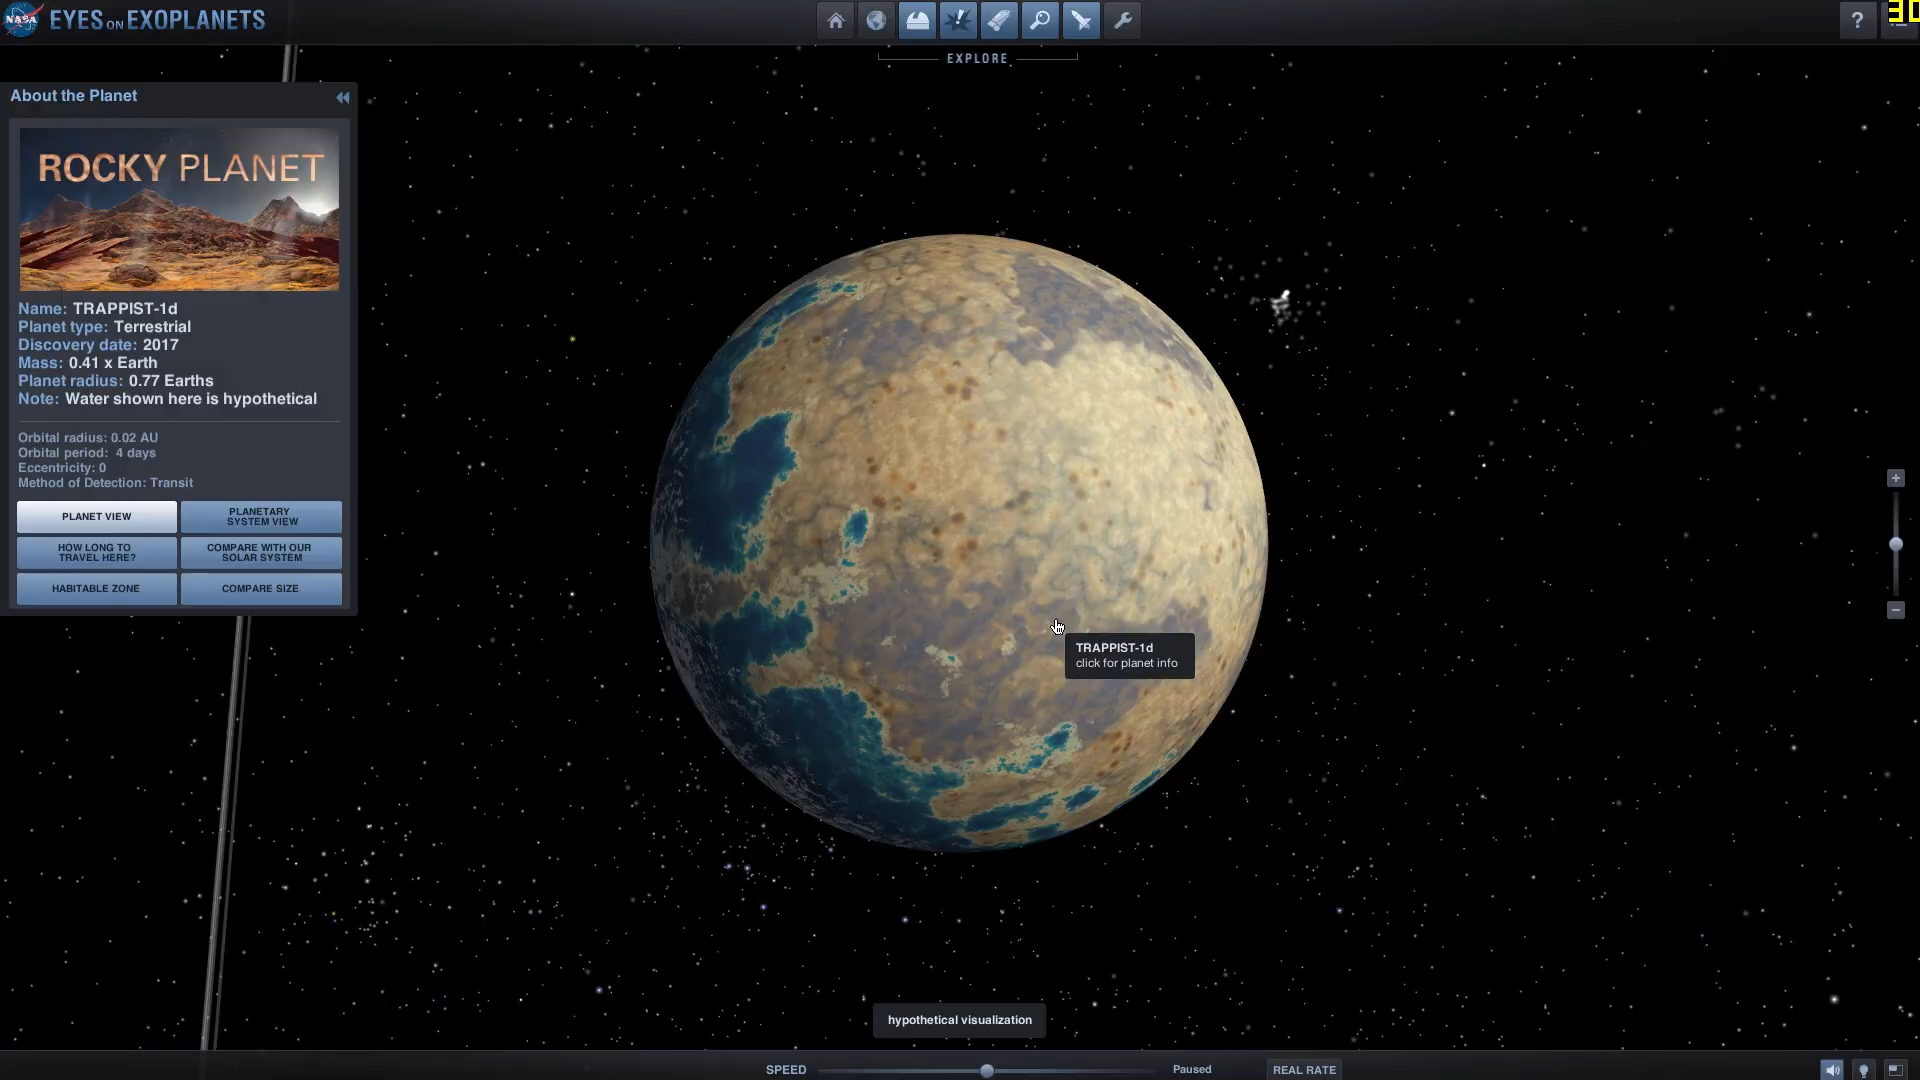 NASA
EYES ON EXOPLANETS
?
30
EXPLORE
About the Planet
ROCKY PLANET
Name: TRAPPIST-1d
Planet type: Terrestrial
Discovery date: 2017
Mass: 0.41 x Earth
Planet radius: 0.77 Earths
Note: Water shown here is hypothetical
Orbital radius: 0.02 AU
Orbital period: 4 days
Eccentricity: 0
Method of Detection: Transit
PLANET VIEW
PLANETARY
SYSTEM VIEW
HOW LONG TO
TRAVEL HERE?
COMPARE WITH OUR
SOLAR SYSTEM
HABITABLE ZONE
COMPARE SIZE
TRAPPIST-1d
click for planet info
hypothetical visualization
SPEED
Paused
REAL RATE